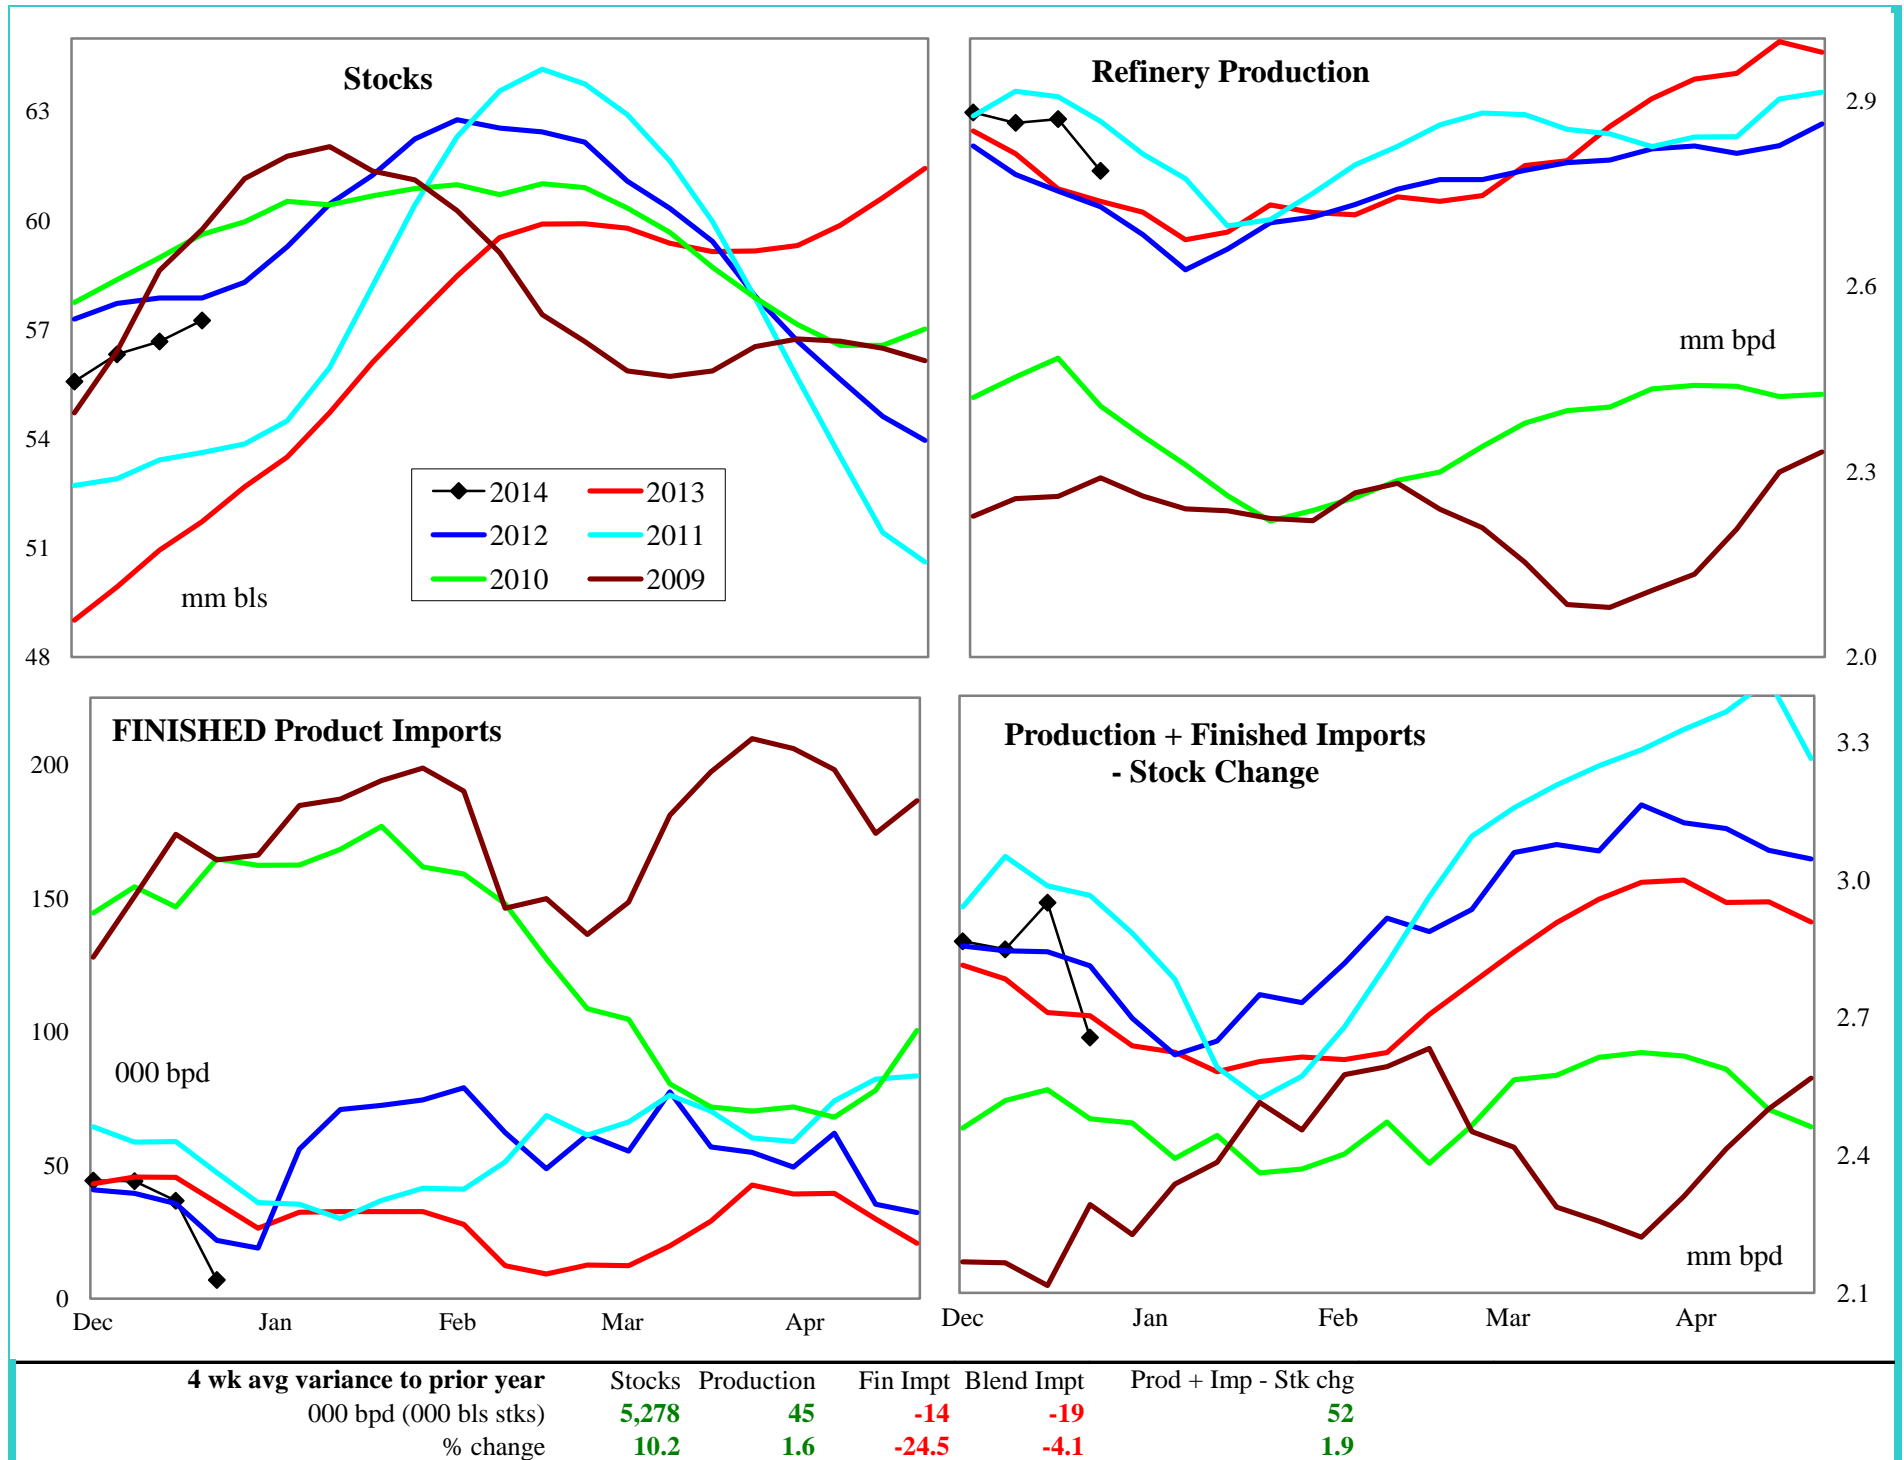 Stocks
63
60
57
54
51
48
mm bls
2014 2013
2012 2011
2010 2009
Refinery Production
2.9
2.6
2.3
2.0
mm bpd
FINISHED Product Imports
200
150
100
50
0
000 bpd
Dec Jan Feb Mar Apr
Production + Finished Imports
- Stock Change
3.3
3.0
2.7
2.4
2.1
mm bpd
Dec Jan Feb Mar Apr
4 wk avg variance to prior year Stocks Production Fin Impt Blend Impt Prod + Imp - Stk chg
000 bpd (000 bls stks) 5,278 45 -14 -19 52
% change 10.2 1.6 -24.5 -4.1 1.9